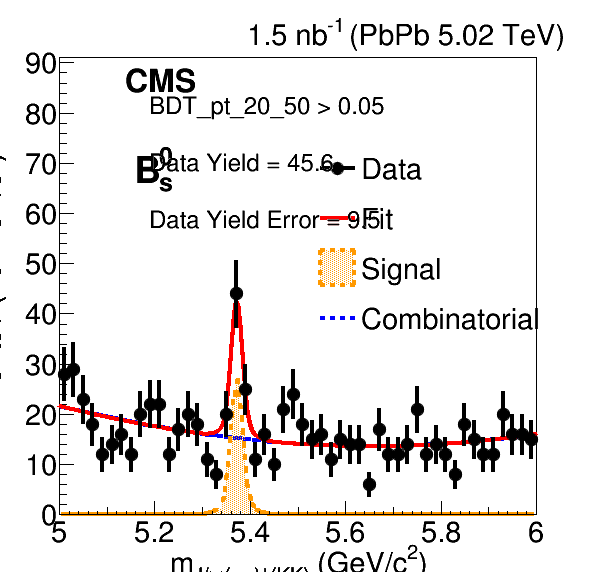 1.5 nb⁻¹ (PbPb 5.02 TeV)
90
CMS
80
BDT_pt_20_50 > 0.05
70
B⁰ₛ
Data Yield = 45.6
Data
60
Data Yield Error = 9.5
Fit
50
Signal
40
Combinatorial
30
20
10
0
5 5.2 5.4 5.6 5.8 6
m (GeV/c²)